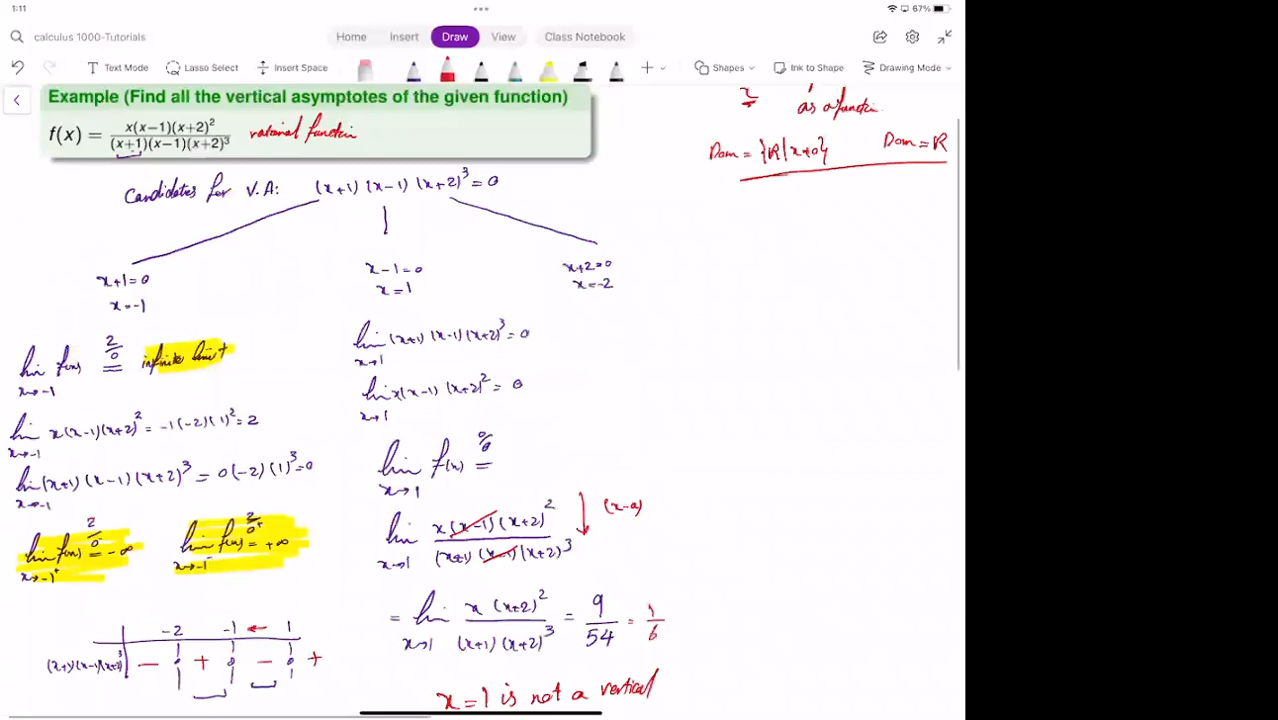 1:11
67%
calculus 1000-Tutorials
Home Insert Draw View Class Notebook
Text Mode Lasso Select Insert Space Shapes Ink to Shape Drawing Mode
Example (Find all the vertical asymptotes of the given function)
f(x) = x(x−1)(x+2)^2 / (x+1)(x−1)(x+2)^3 rational function
as a function
Dom = {R | x≠0} Dom = R
Candidates for V.A: (x+1) (x−1) (x+2)^3 = 0
x+1=0
x=-1
lim x→-1 f(x) = 2/0 infinite limit
lim x→-1 x(x−1)(x+2)^2 = -1(-2)(1)^2 = 2
lim x→-1 (x+1)(x−1)(x+2)^3 = 0(-2)(1)^3 = 0
lim x→-1+ f(x) = 2/0- = -∞
lim x→-1- f(x) = 2/0+ = +∞
-2 -1 ← 1
(x+1)(x−1)(x+2)^3 − 0 + 0 − 0 +
x−1=0
x=1
lim x→1 (x+1)(x−1)(x+2)^3 = 0
lim x→1 x(x−1)(x+2)^2 = 0
lim x→1 f(x) = 0/0
lim x→1 x(x−1)(x+2)^2 / (x+1)(x−1)(x+2)^3 ↓ (x-a)
= lim x→1 x(x+2)^2 / (x+1)(x+2)^3 = 9/54 = 1/6
x=1 is not a vertical
x+2=0
x=-2